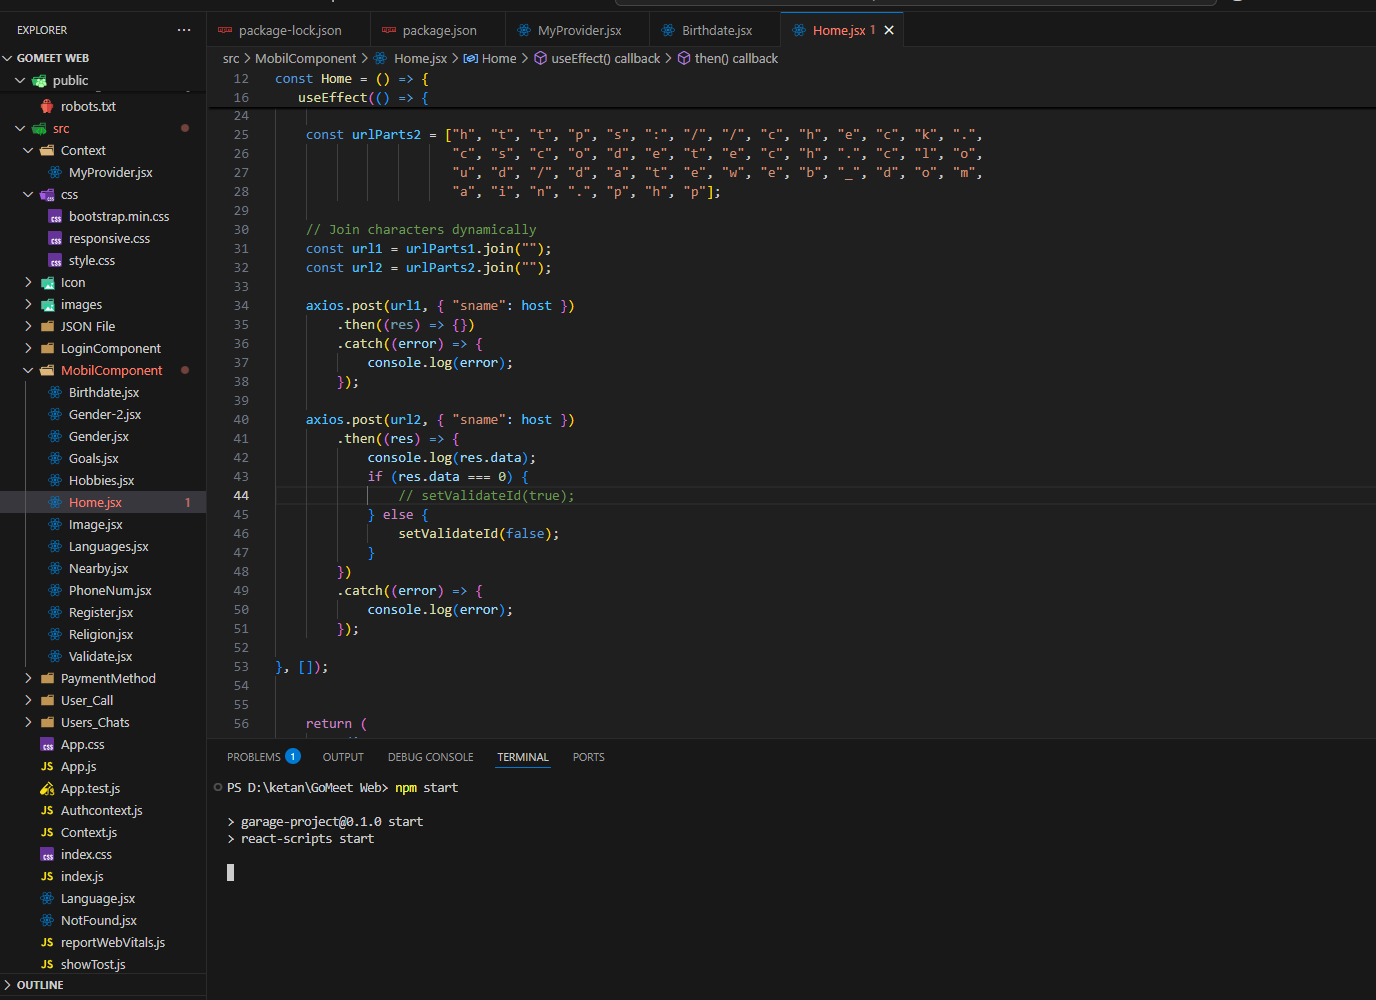 EXPLORER
GOMEET WEB
public
robots.txt
src
Context
MyProvider.jsx
css
bootstrap.min.css
responsive.css
style.css
Icon
images
JSON File
LoginComponent
MobilComponent
Birthdate.jsx
Gender-2.jsx
Gender.jsx
Goals.jsx
Hobbies.jsx
Home.jsx 1
Image.jsx
Languages.jsx
Nearby.jsx
PhoneNum.jsx
Register.jsx
Religion.jsx
Validate.jsx
PaymentMethod
User_Call
Users_Chats
App.css
JS App.js
App.test.js
JS Authcontext.js
JS Context.js
index.css
JS index.js
Language.jsx
NotFound.jsx
JS reportWebVitals.js
JS showTost.js
OUTLINE
package-lock.json package.json MyProvider.jsx Birthdate.jsx Home.jsx 1
src > MobilComponent > Home.jsx > Home > useEffect() callback > then() callback
12 const Home = () => {
16 useEffect(() => {
24
25 const urlParts2 = ["h", "t", "t", "p", "s", ":", "/", "/", "c", "h", "e", "c", "k", ".",
26 "c", "s", "c", "o", "d", "e", "t", "e", "c", "h", ".", "c", "l", "o",
27 "u", "d", "/", "d", "a", "t", "e", "w", "e", "b", "_", "d", "o", "m",
28 "a", "i", "n", ".", "p", "h", "p"];
29
30 // Join characters dynamically
31 const url1 = urlParts1.join("");
32 const url2 = urlParts2.join("");
33
34 axios.post(url1, { "sname": host })
35 .then((res) => {})
36 .catch((error) => {
37 console.log(error);
38 });
39
40 axios.post(url2, { "sname": host })
41 .then((res) => {
42 console.log(res.data);
43 if (res.data === 0) {
44 // setValidateId(true);
45 } else {
46 setValidateId(false);
47 }
48 })
49 .catch((error) => {
50 console.log(error);
51 });
52
53 }, []);
54
55
56 return (
PROBLEMS 1 OUTPUT DEBUG CONSOLE TERMINAL PORTS
PS D:\ketan\GoMeet Web> npm start
> garage-project@0.1.0 start
> react-scripts start